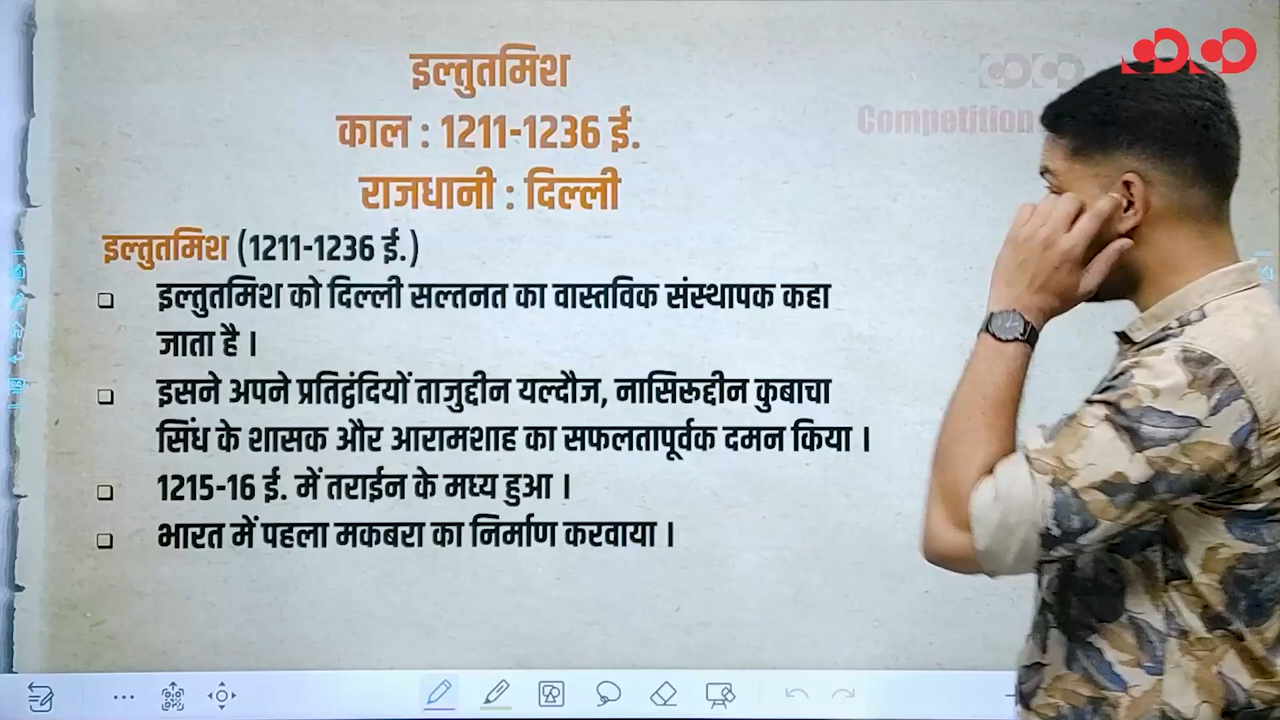 Competition
इल्तुतमिश
काल : 1211-1236 ई.
राजधानी : दिल्ली
इल्तुतमिश (1211-1236 ई.)
इल्तुतमिश को दिल्ली सल्तनत का वास्तविक संस्थापक कहा
जाता है ।
इसने अपने प्रतिद्वंदियों ताजुद्दीन यल्दौज, नासिरूद्दीन कुबाचा
सिंध के शासक और आरामशाह का सफलतापूर्वक दमन किया ।
1215-16 ई. में तराईन के मध्य हुआ ।
भारत में पहला मकबरा का निर्माण करवाया ।